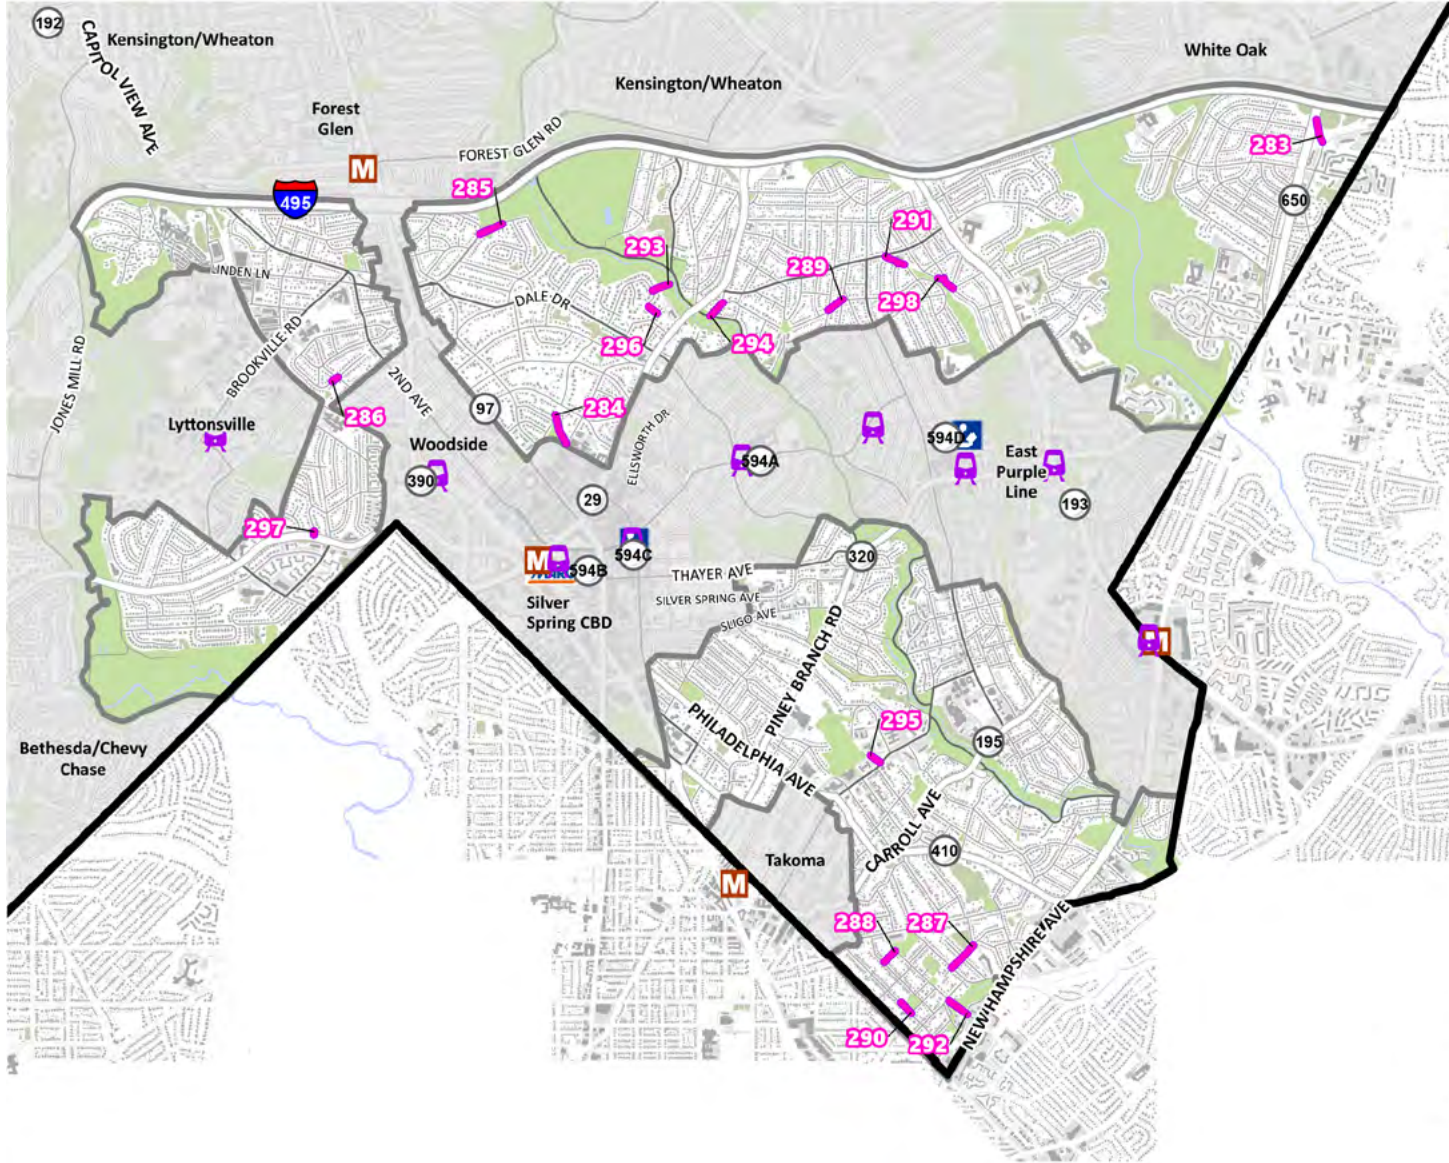 192
Kensington/Wheaton
CAPITOL VIEW AVE
Kensington/Wheaton
White Oak
Forest
Glen
M
FOREST GLEN RD
283
495
285
650
291
293
289
LINDEN LN
DALE DR
298
BROOKVILLE RD
296
294
JONES MILL RD
2ND AVE
286
97
284
Lyttonsville
ELLSWORTH DR
Woodside
594D
East
Purple
Line
594A
390
29
193
297
320
594C
M
594B
THAYER AVE
Silver
Spring CBD
SILVER SPRING AVE
SLIGO AVE
PINEY BRANCH RD
PHILADELPHIA AVE
295
195
Bethesda/Chevy
Chase
CARROLL AVE
410
Takoma
M
288
287
NEW HAMPSHIRE AVE
290
292